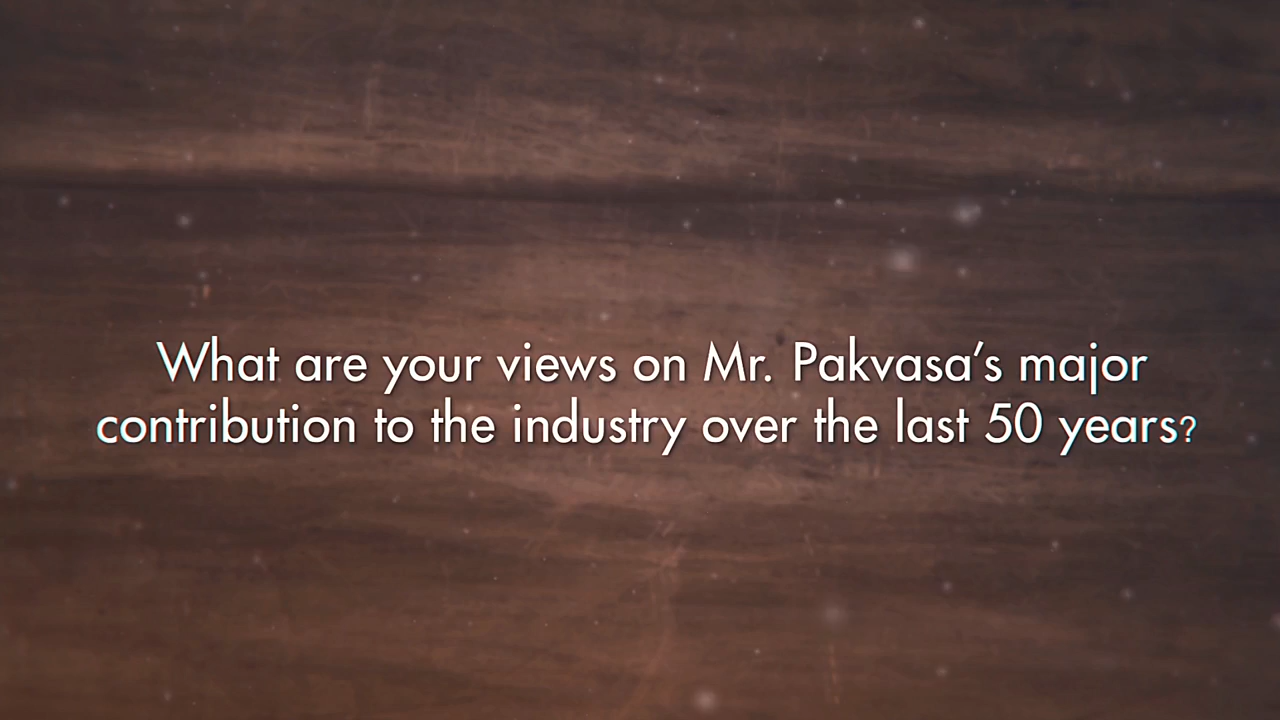 What are your views on Mr. Pakvasa’s major
contribution to the industry over the last 50 years?